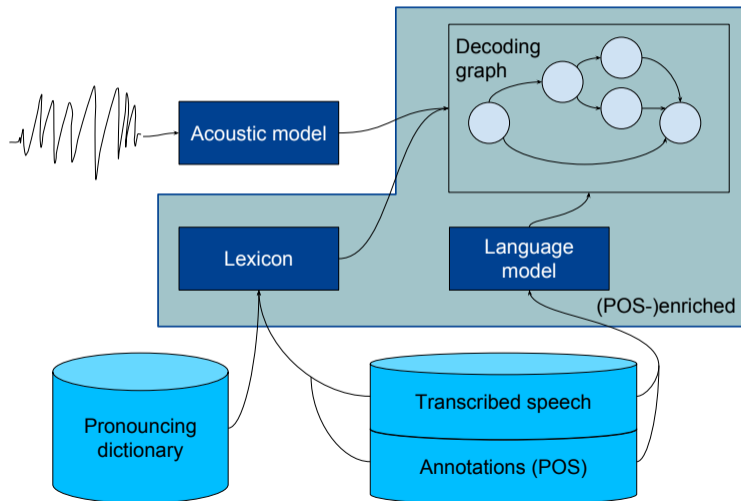 Decoding
graph
Acoustic model
Lexicon
Language
model
(POS-)enriched
Pronouncing
dictionary
Transcribed speech
Annotations (POS)